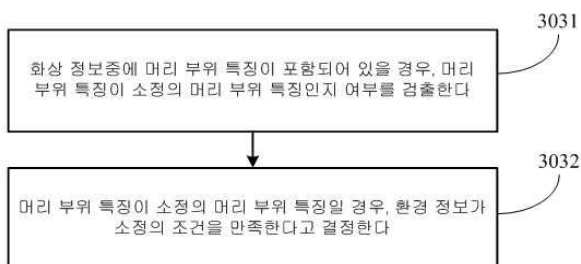 3031
화상 정보중에 머리 부위 특징이 포함되어 있을 경우, 머리
부위 특징이 소정의 머리 부위 특징인지 여부를 검출한다
3032
머리 부위 특징이 소정의 머리 부위 특징일 경우, 환경 정보가
소정의 조건을 만족한다고 결정한다